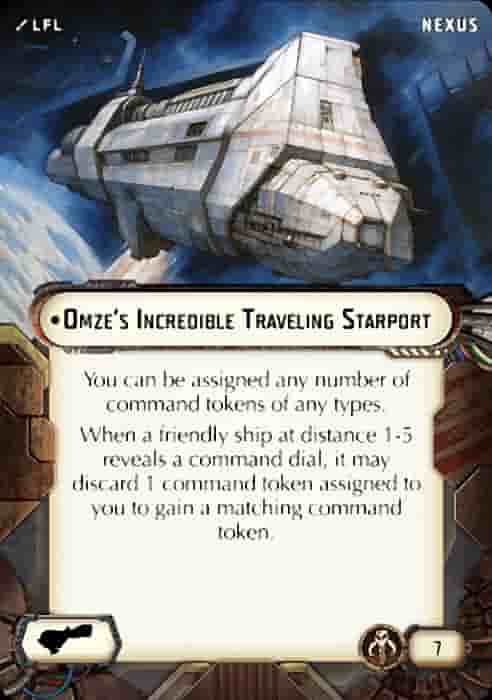 / LFL
NEXUS
•Omze's Incredible Traveling Starport
You can be assigned any number of
command tokens of any types.
When a friendly ship at distance 1-5
reveals a command dial, it may
discard 1 command token assigned to
you to gain a matching command
token.
7